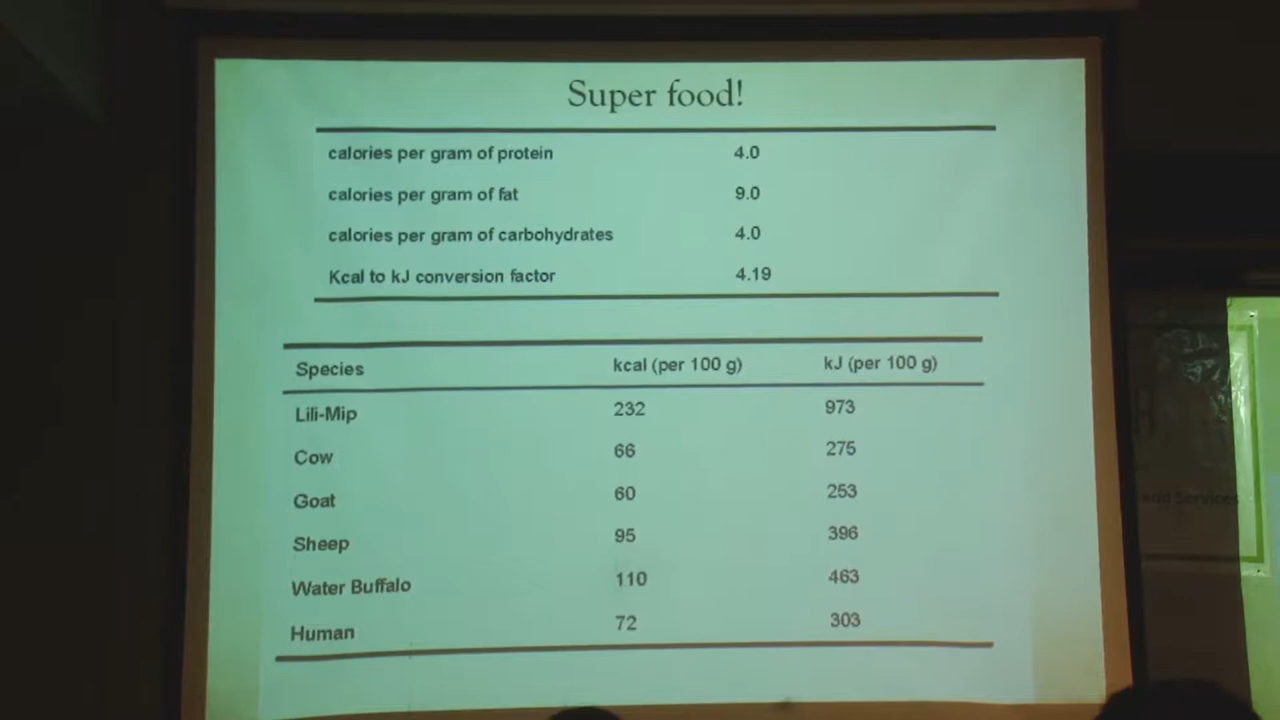 Super food!
calories per gram of protein 4.0
calories per gram of fat 9.0
calories per gram of carbohydrates 4.0
Kcal to kJ conversion factor 4.19
Species kcal (per 100 g) kJ (per 100 g)
Lili-Mip 232 973
Cow 66 275
Goat 60 253
Sheep 95 396
Water Buffalo 110 463
Human 72 303
Services